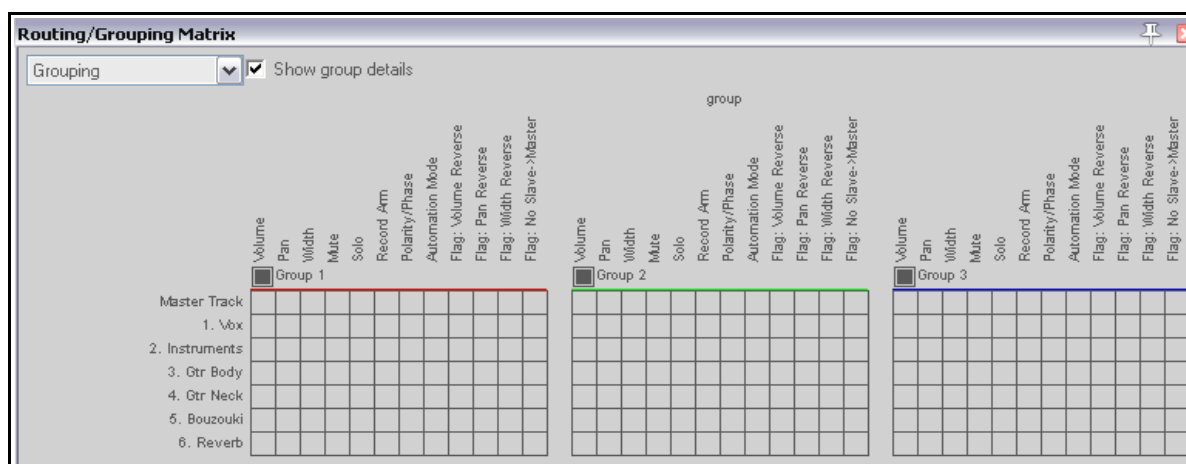 Routing/Grouping Matrix
Grouping
Show group details
group
Volume
Pan
Width
Mute
Solo
Record Arm
Polarity/Phase
Automation Mode
Flag: Volume Reverse
Flag: Pan Reverse
Flag: Width Reverse
Flag: No Slave->Master
Volume
Pan
Width
Mute
Solo
Record Arm
Polarity/Phase
Automation Mode
Flag: Volume Reverse
Flag: Pan Reverse
Flag: Width Reverse
Flag: No Slave->Master
Volume
Pan
Width
Mute
Solo
Record Arm
Polarity/Phase
Automation Mode
Flag: Volume Reverse
Flag: Pan Reverse
Flag: Width Reverse
Flag: No Slave->Master
Group 1
Group 2
Group 3
Master Track
1. Vox
2. Instruments
3. Gtr Body
4. Gtr Neck
5. Bouzouki
6. Reverb